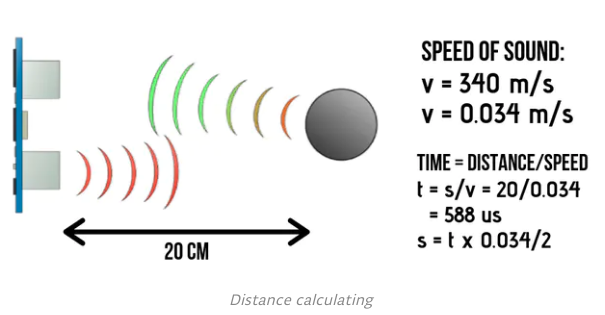 SPEED OF SOUND:
v = 340 m/s
v = 0.034 m/s
TIME = DISTANCE/SPEED
t = s/v = 20/0.034
= 588 us
s = t x 0.034/2
20 CM
Distance calculating